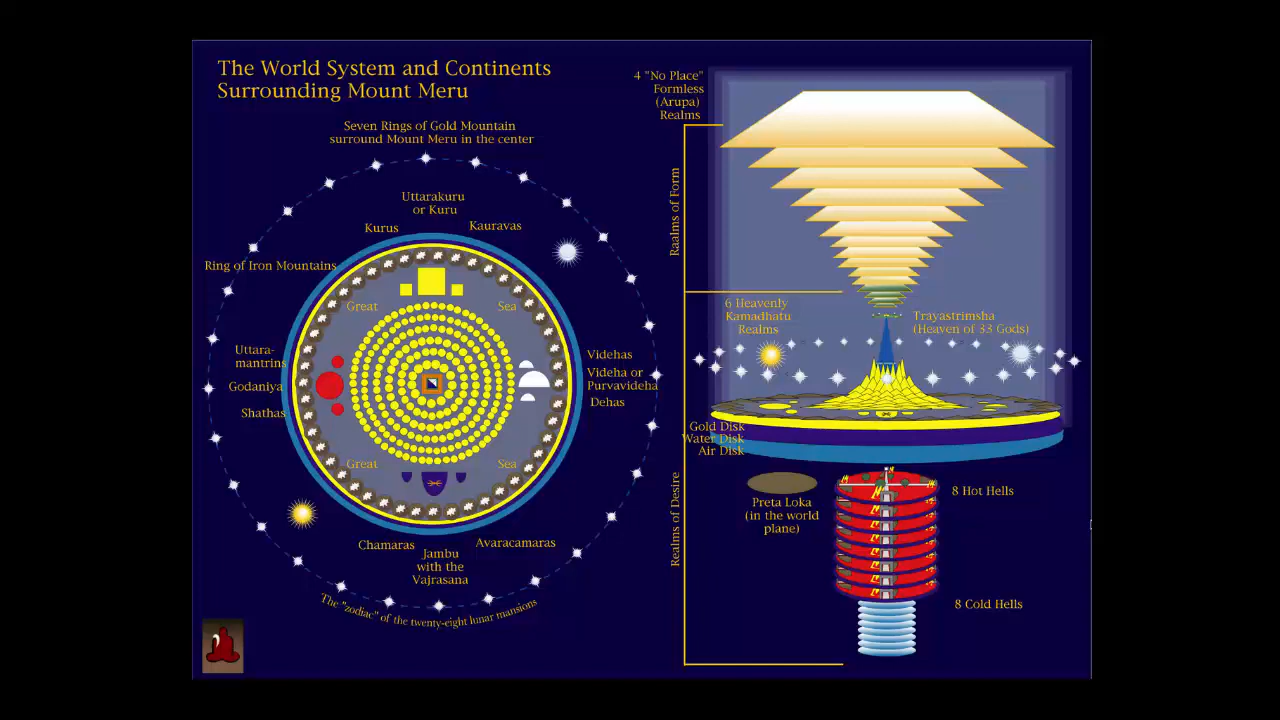 The World System and Continents
Surrounding Mount Meru
Seven Rings of Gold Mountain
surround Mount Meru in the center
Uttarakuru
or Kuru
Kurus
Kauravas
Ring of Iron Mountains
Great
Sea
Uttara-
mantrins
Godaniya
Shathas
Videhas
Videha or
Purvavideha
Dehas
Great
Sea
Chamaras
Avaracamaras
Jambu
with the
Vajrasana
The "zodiac" of the twenty-eight lunar mansions
4 "No Place"
Formless
(Arupa)
Realms
Raalms of Form
6 Heavenly
Kamadhatu
Realms
Trayastrimsha
(Heaven of 33 Gods)
Gold Disk
Water Disk
Air Disk
Realms of Desire
Preta Loka
(in the world
plane)
8 Hot Hells
8 Cold Hells